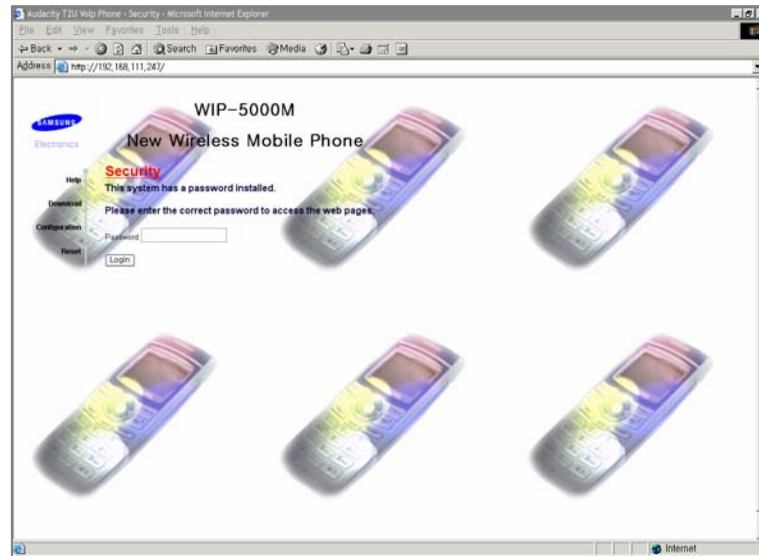 Audacity T2U Voip Phone - Security - Microsoft Internet Explorer
File Edit View Favorites Tools Help
Back Search Favorites Media
Address http://192,168,111,247/
SAMSUNG
Electronics
WIP-5000M
New Wireless Mobile Phone
Help
Download
Configuration
Reset
Security
This system has a password installed.
Please enter the correct password to access the web pages.
Password
Login
Internet